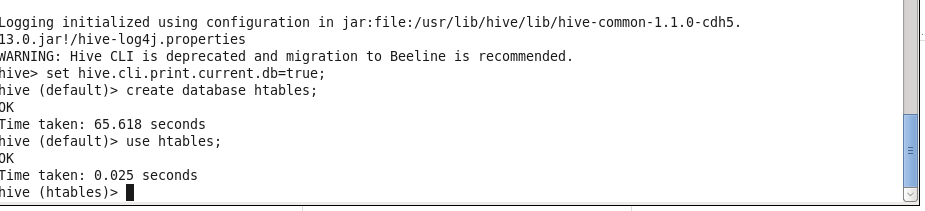 Logging initialized using configuration in jar:file:/usr/lib/hive/lib/hive-common-1.1.0-cdh5.
13.0.jar!/hive-log4j.properties
WARNING: Hive CLI is deprecated and migration to Beeline is recommended.
hive> set hive.cli.print.current.db=true;
hive (default)> create database htables;
OK
Time taken: 65.618 seconds
hive (default)> use htables;
OK
Time taken: 0.025 seconds
hive (htables)>